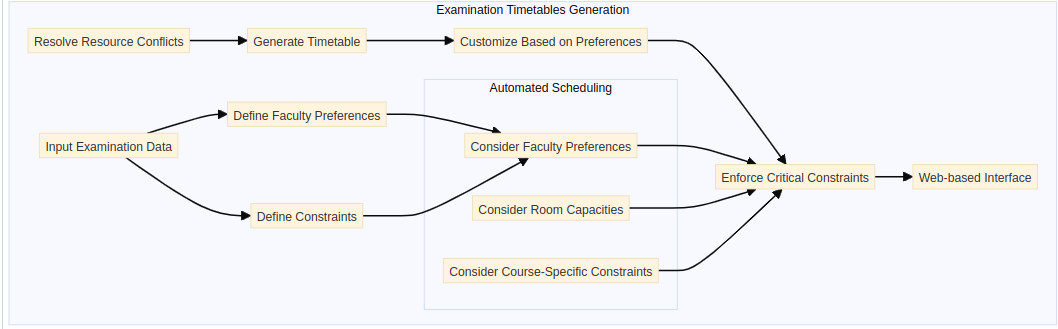 Examination Timetables Generation
Resolve Resource Conflicts
Generate Timetable
Customize Based on Preferences
Automated Scheduling
Define Faculty Preferences
Input Examination Data
Consider Faculty Preferences
Enforce Critical Constraints
Web-based Interface
Define Constraints
Consider Room Capacities
Consider Course-Specific Constraints